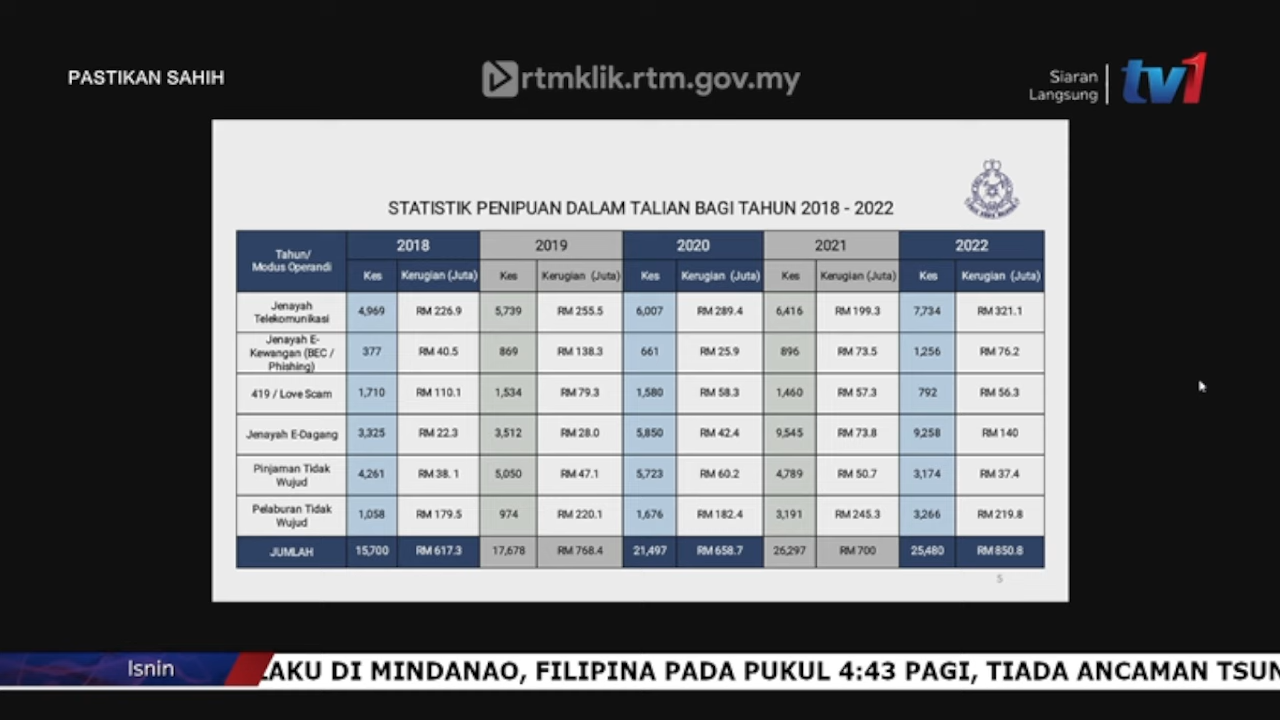 PASTIKAN SAHIH
rtmklik.rtm.gov.my
Siaran
Langsung
tv1
STATISTIK PENIPUAN DALAM TALIAN BAGI TAHUN 2018 - 2022
Tahun/
Modus Operandi
2018 2019 2020 2021 2022
Kes Kerugian (Juta) Kes Kerugian (Juta) Kes Kerugian (Juta) Kes Kerugian (Juta) Kes Kerugian (Juta)
Jenayah
Telekomunikasi
4,969 RM 226.9 5,739 RM 255.5 6,007 RM 289.4 6,416 RM 199.3 7,734 RM 321.1
Jenayah E-
Kewangan (BEC /
Phishing)
377 RM 40.5 869 RM 138.3 661 RM 25.9 896 RM 73.5 1,256 RM 76.2
419 / Love Scam 1,710 RM 110.1 1,534 RM 79.3 1,580 RM 58.3 1,460 RM 57.3 792 RM 56.3
Jenayah E-Dagang 3,325 RM 22.3 3,512 RM 28.0 5,850 RM 42.4 9,545 RM 73.8 9,258 RM 140
Pinjaman Tidak
Wujud
4,261 RM 38. 1 5,050 RM 47.1 5,723 RM 60.2 4,789 RM 50.7 3,174 RM 37.4
Pelaburan Tidak
Wujud
1,058 RM 179.5 974 RM 220.1 1,676 RM 182.4 3,191 RM 245.3 3,266 RM 219.8
JUMLAH 15,700 RM 617.3 17,678 RM 768.4 21,497 RM 658.7 26,297 RM 700 25,480 RM 850.8
5
Isnin
LAKU DI MINDANAO, FILIPINA PADA PUKUL 4:43 PAGI, TIADA ANCAMAN TSUN